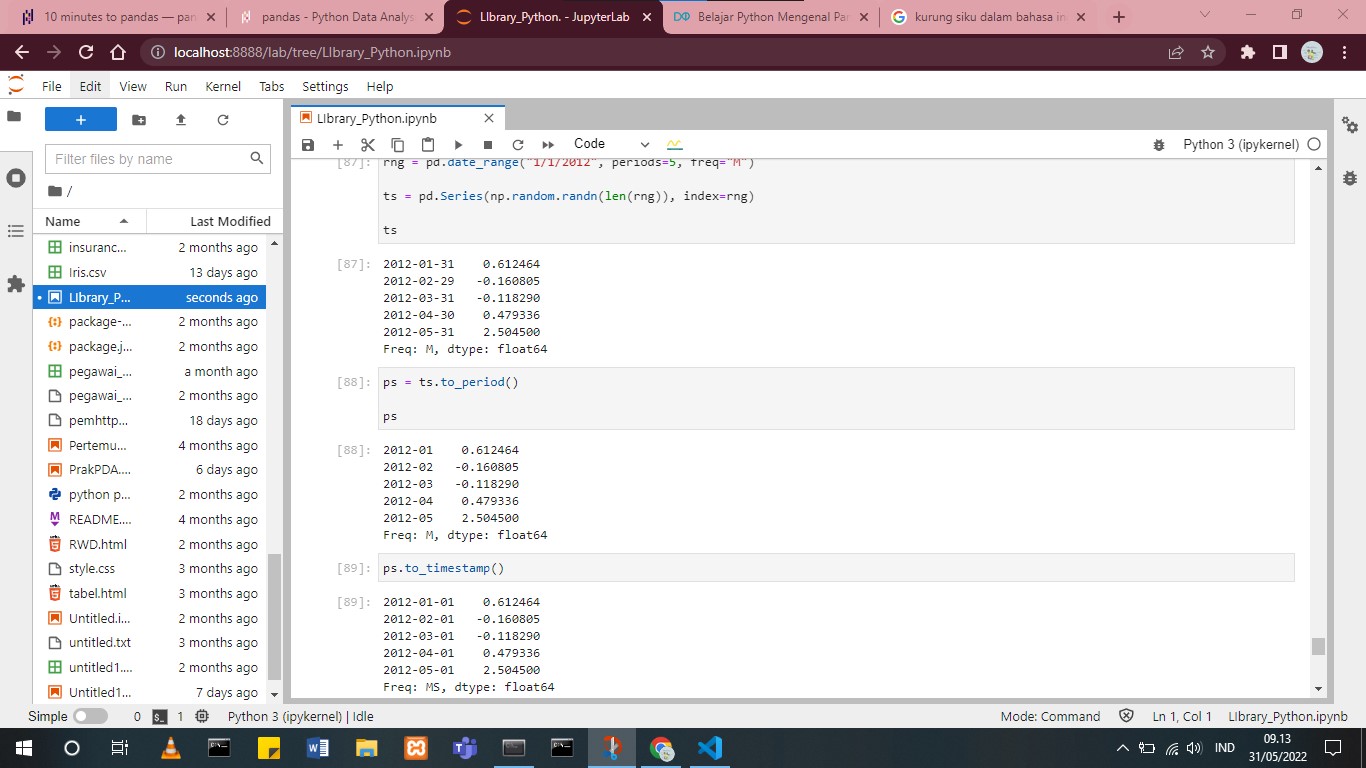 10 minutes to pandas — pan
pandas - Python Data Analys
LIbrary_Python. - JupyterLab
Belajar Python Mengenal Pan
kurung siku dalam bahasa in
localhost:8888/lab/tree/LIbrary_Python.ipynb
File Edit View Run Kernel Tabs Settings Help
LIbrary_Python.ipynb
Filter files by name
Code
Python 3 (ipykernel)
/
Name Last Modified
insuranc... 2 months ago
Iris.csv 13 days ago
LIbrary_P... seconds ago
package-... 2 months ago
package.j... 2 months ago
pegawai_... a month ago
pegawai_... 2 months ago
pemhttp... 18 days ago
Pertemu... 4 months ago
PrakPDA.... 6 days ago
python p... 2 months ago
README.... 4 months ago
RWD.html 2 months ago
style.css 3 months ago
tabel.html 3 months ago
Untitled.i... 2 months ago
untitled.txt 3 months ago
untitled1.... 2 months ago
Untitled1... 7 days ago
[87]: rng = pd.date_range("1/1/2012", periods=5, freq="M")
ts = pd.Series(np.random.randn(len(rng)), index=rng)
ts
[87]: 2012-01-31 0.612464
2012-02-29 -0.160805
2012-03-31 -0.118290
2012-04-30 0.479336
2012-05-31 2.504500
Freq: M, dtype: float64
[88]: ps = ts.to_period()
ps
[88]: 2012-01 0.612464
2012-02 -0.160805
2012-03 -0.118290
2012-04 0.479336
2012-05 2.504500
Freq: M, dtype: float64
[89]: ps.to_timestamp()
[89]: 2012-01-01 0.612464
2012-02-01 -0.160805
2012-03-01 -0.118290
2012-04-01 0.479336
2012-05-01 2.504500
Freq: MS, dtype: float64
Simple 0 1 Python 3 (ipykernel) | Idle
Mode: Command Ln 1, Col 1 LIbrary_Python.ipynb
IND
09.13
31/05/2022